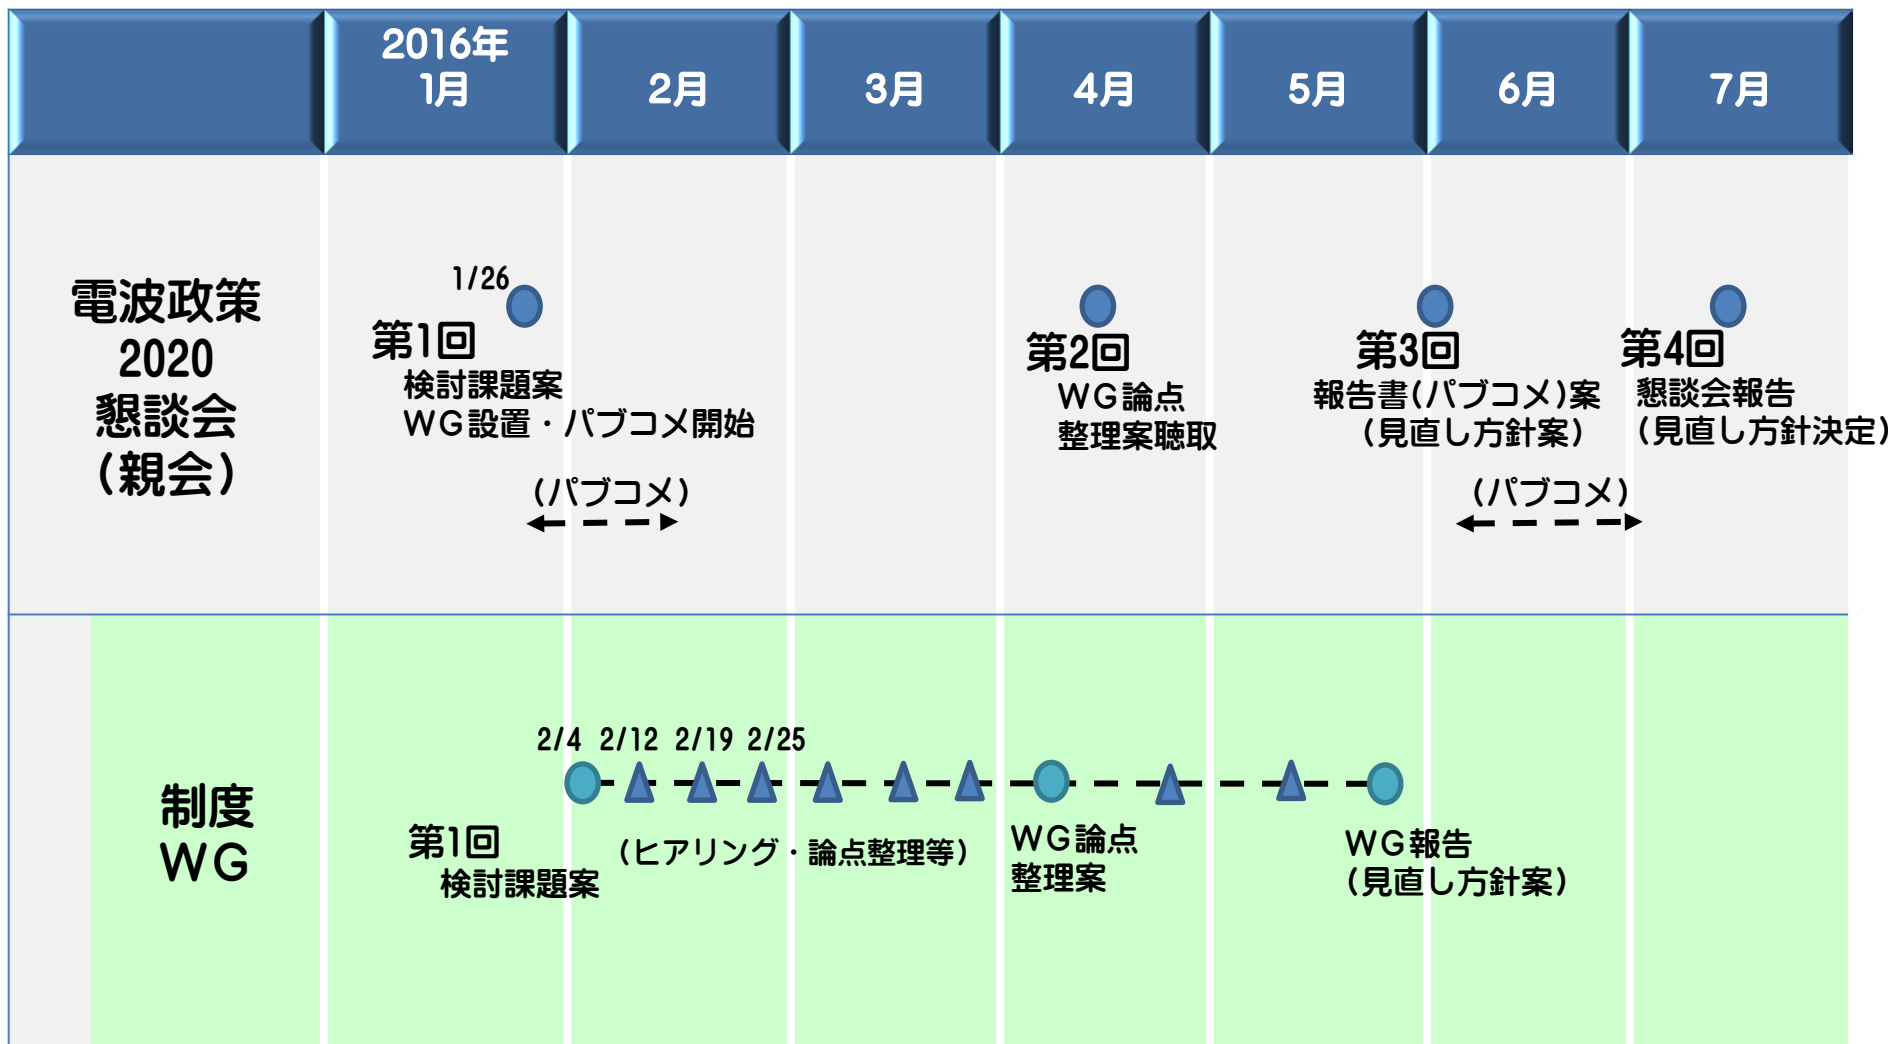 2016年
1月
2月
3月
4月
5月
6月
7月
電波政策
2020
懇談会
（親会）
1/26
第1回
検討課題案
ＷＧ設置・パブコメ開始
（パブコメ）
第2回
ＷＧ論点
整理案聴取
第3回
報告書(パブコメ)案
（見直し方針案）
（パブコメ）
第4回
懇談会報告
（見直し方針決定）
制度
ＷＧ
2/4 2/12 2/19 2/25
第1回
検討課題案
（ヒアリング・論点整理等）
ＷＧ論点
整理案
ＷＧ報告
（見直し方針案）